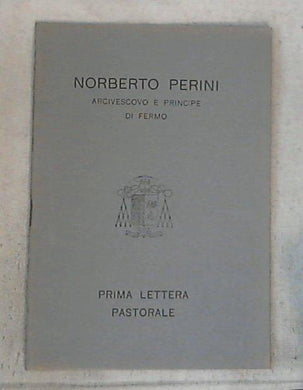 NORBERTO PERINI
ARCIVESCOVO E PRINCIPE
DI FERMO
PRIMA LETTERA
PASTORALE